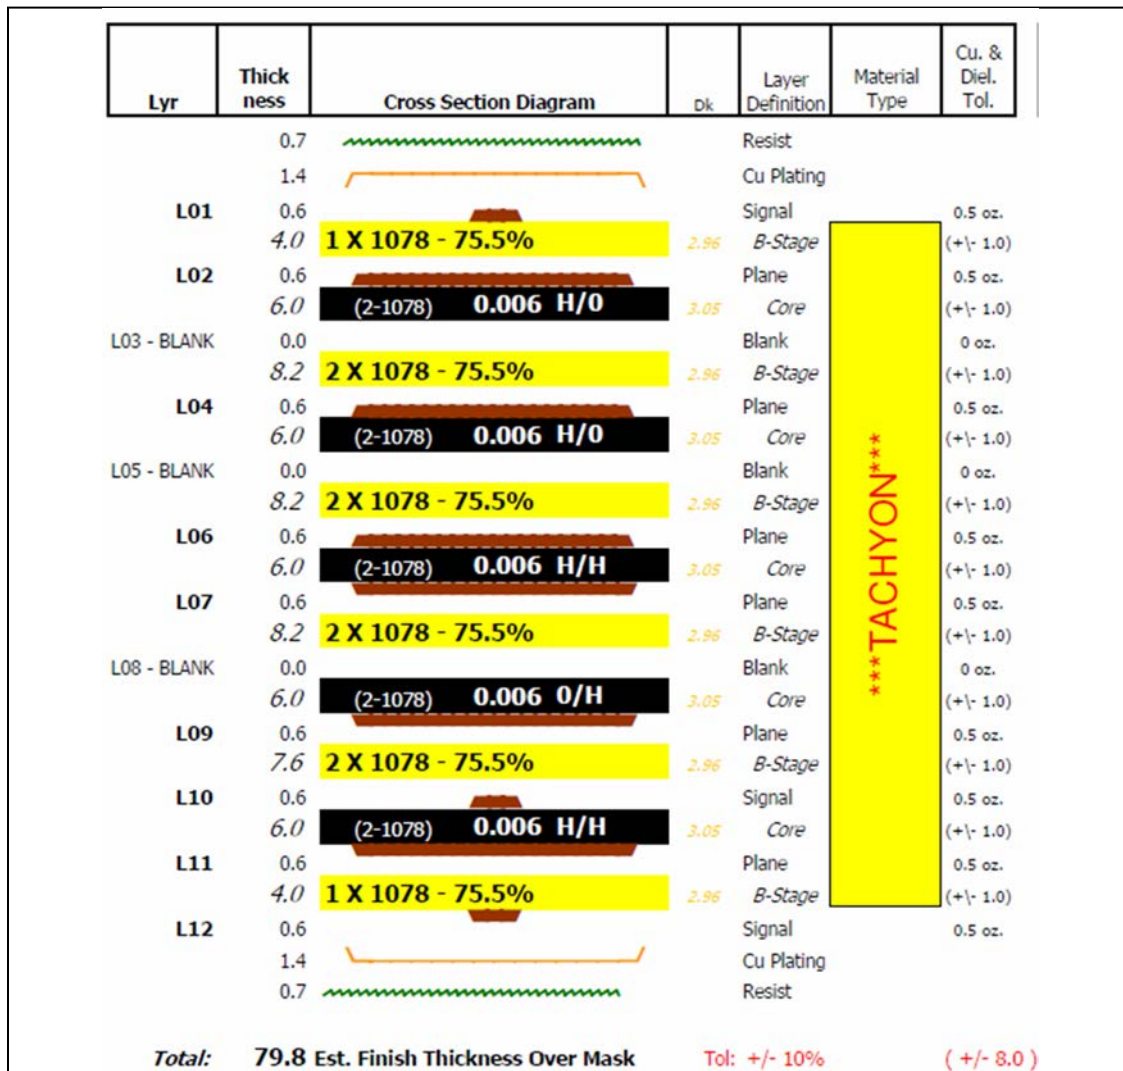 Lyr Thick ness Cross Section Diagram Dk Layer Definition Material Type Cu. & Diel. Tol.
0.7 Resist
1.4 Cu Plating
L01 0.6 Signal 0.5 oz.
4.0 1 X 1078 - 75.5% 2.96 B-Stage (+\- 1.0)
L02 0.6 Plane 0.5 oz.
6.0 (2-1078) 0.006 H/0 3.05 Core (+\- 1.0)
L03 - BLANK 0.0 Blank 0 oz.
8.2 2 X 1078 - 75.5% 2.96 B-Stage (+\- 1.0)
L04 0.6 Plane 0.5 oz.
6.0 (2-1078) 0.006 H/0 3.05 Core (+\- 1.0)
L05 - BLANK 0.0 Blank 0 oz.
8.2 2 X 1078 - 75.5% 2.96 B-Stage (+\- 1.0)
L06 0.6 Plane 0.5 oz.
6.0 (2-1078) 0.006 H/H 3.05 Core (+\- 1.0)
L07 0.6 Plane 0.5 oz.
8.2 2 X 1078 - 75.5% 2.96 B-Stage (+\- 1.0)
L08 - BLANK 0.0 Blank 0 oz.
6.0 (2-1078) 0.006 0/H 3.05 Core (+\- 1.0)
L09 0.6 Plane 0.5 oz.
7.6 2 X 1078 - 75.5% 2.96 B-Stage (+\- 1.0)
L10 0.6 Signal 0.5 oz.
6.0 (2-1078) 0.006 H/H 3.05 Core (+\- 1.0)
L11 0.6 Plane 0.5 oz.
4.0 1 X 1078 - 75.5% 2.96 B-Stage (+\- 1.0)
L12 0.6 Signal 0.5 oz.
1.4 Cu Plating
0.7 Resist
***TACHYON***
Total: 79.8 Est. Finish Thickness Over Mask Tol: +/- 10% ( +/- 8.0 )